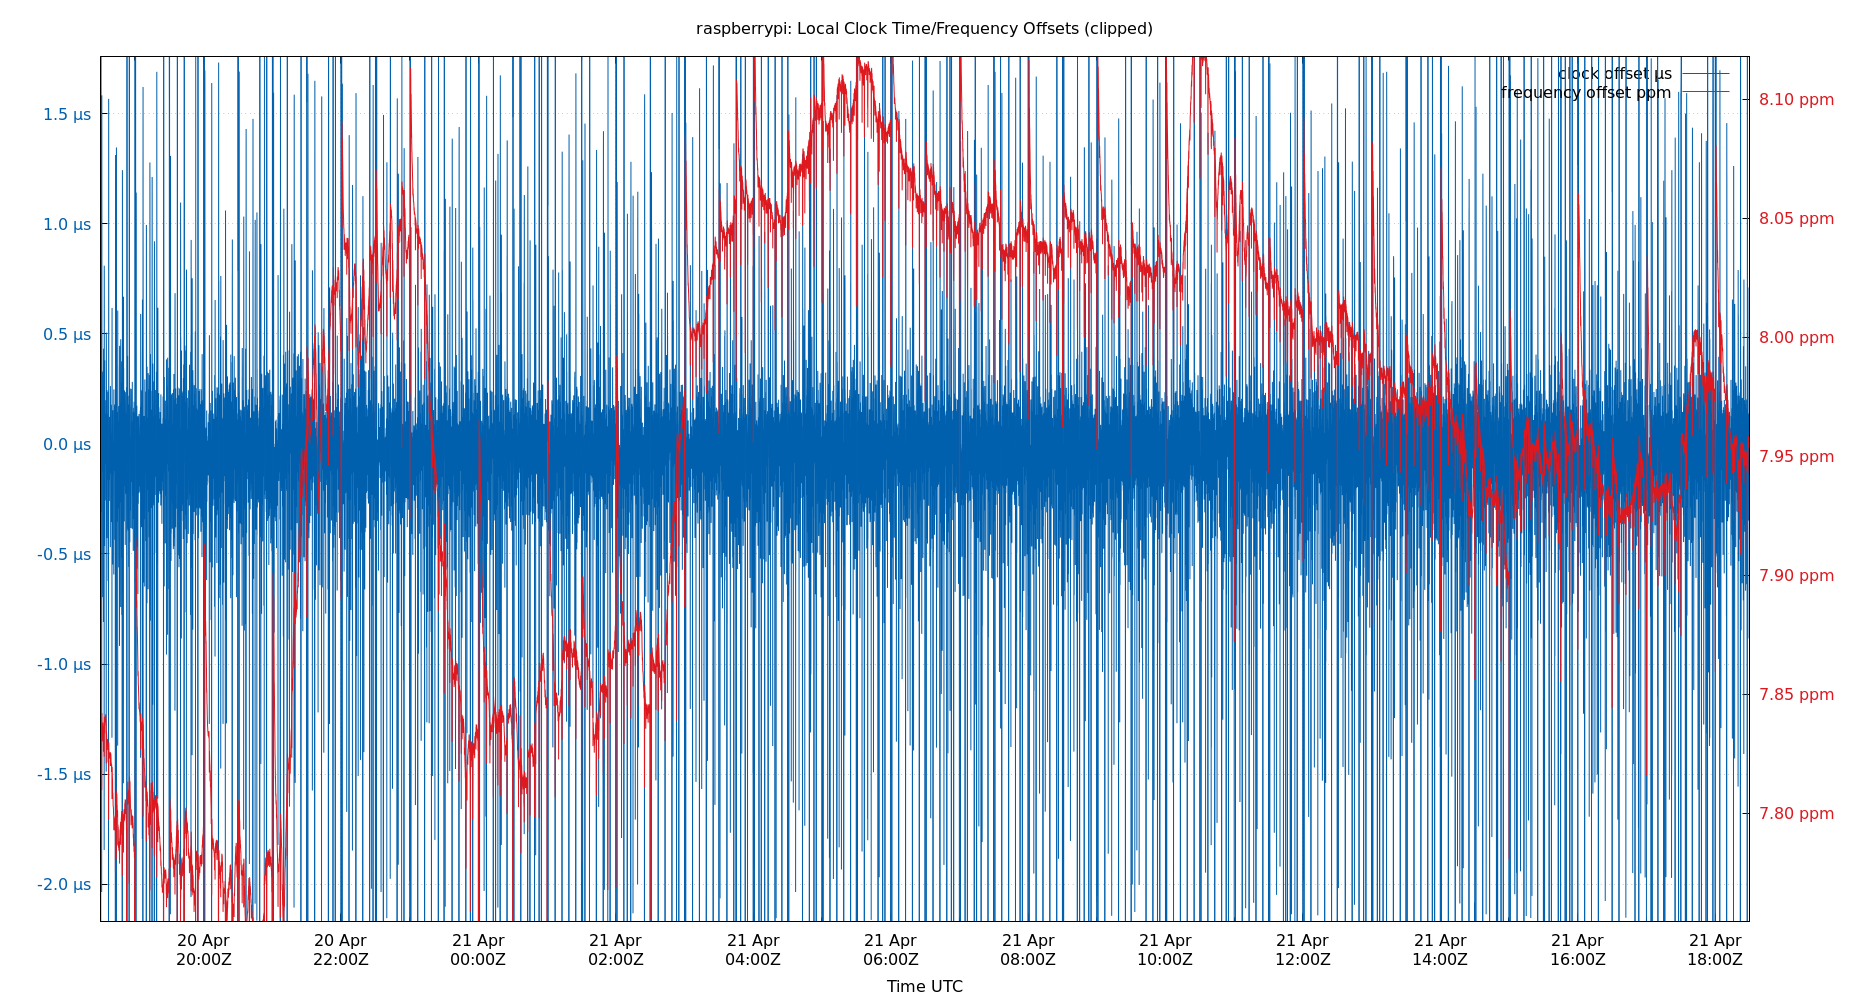 raspberrypi: Local Clock Time/Frequency Offsets (clipped)
clock offset µs
frequency offset ppm
1.5 µs
1.0 µs
0.5 µs
0.0 µs
-0.5 µs
-1.0 µs
-1.5 µs
-2.0 µs
8.10 ppm
8.05 ppm
8.00 ppm
7.95 ppm
7.90 ppm
7.85 ppm
7.80 ppm
20 Apr 20 Apr 21 Apr 21 Apr 21 Apr 21 Apr 21 Apr 21 Apr 21 Apr 21 Apr 21 Apr 21 Apr
20:00Z 22:00Z 00:00Z 02:00Z 04:00Z 06:00Z 08:00Z 10:00Z 12:00Z 14:00Z 16:00Z 18:00Z
Time UTC